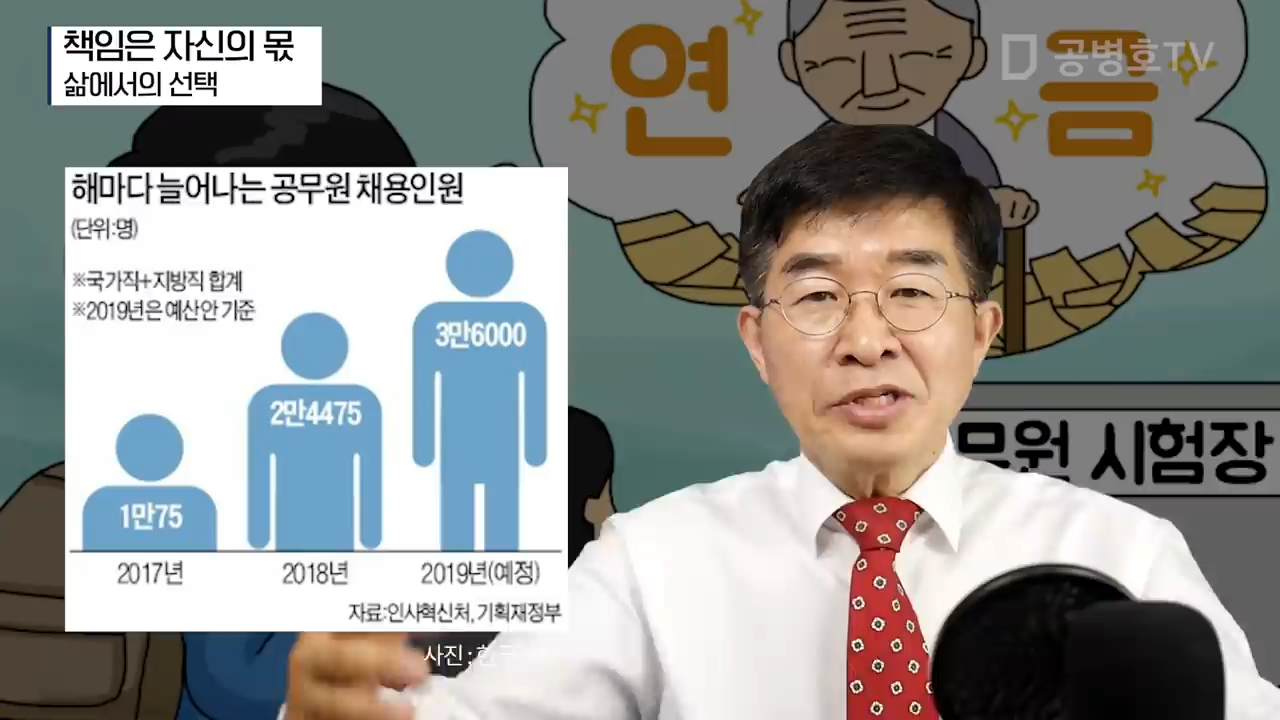 책임은 자신의 몫
삶에서의 선택
연금
공병호TV
해마다 늘어나는 공무원 채용인원
(단위:명)
※국가직+지방직 합계
※2019년은 예산안 기준
1만75
2만4475
3만6000
2017년
2018년
2019년(예정)
자료:인사혁신처, 기획재정부
시험장
사진;